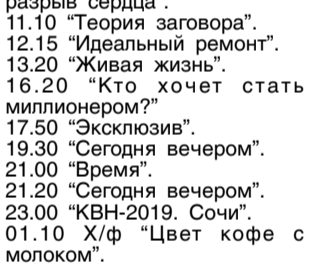 разрыв сердца".
11.10 "Теория заговора".
12.15 "Идеальный ремонт".
13.20 "Живая жизнь".
16.20 "Кто хочет стать
миллионером?"
17.50 "Эксклюзив".
19.30 "Сегодня вечером".
21.00 "Время".
21.20 "Сегодня вечером".
23.00 "КВН-2019. Сочи".
01.10 Х/ф "Цвет кофе с
молоком".